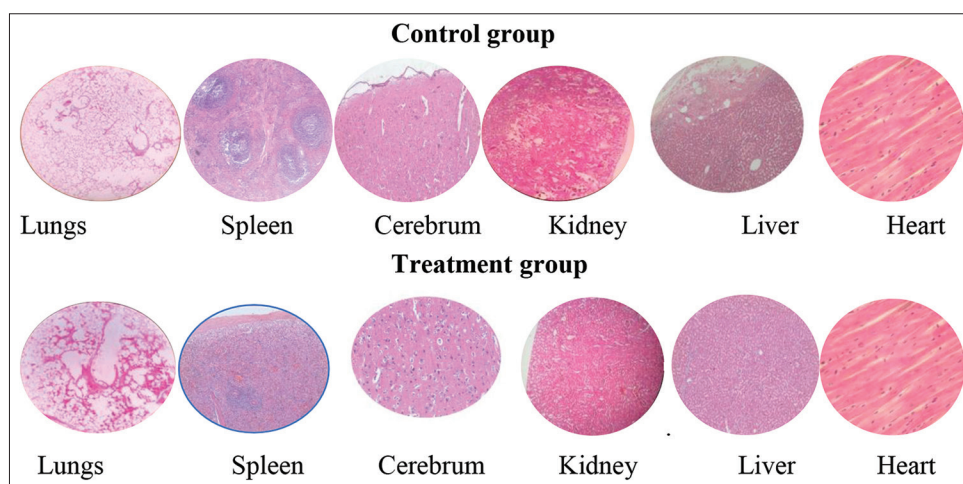 Control group
Lungs Spleen Cerebrum Kidney Liver Heart
Treatment group
Lungs Spleen Cerebrum Kidney Liver Heart